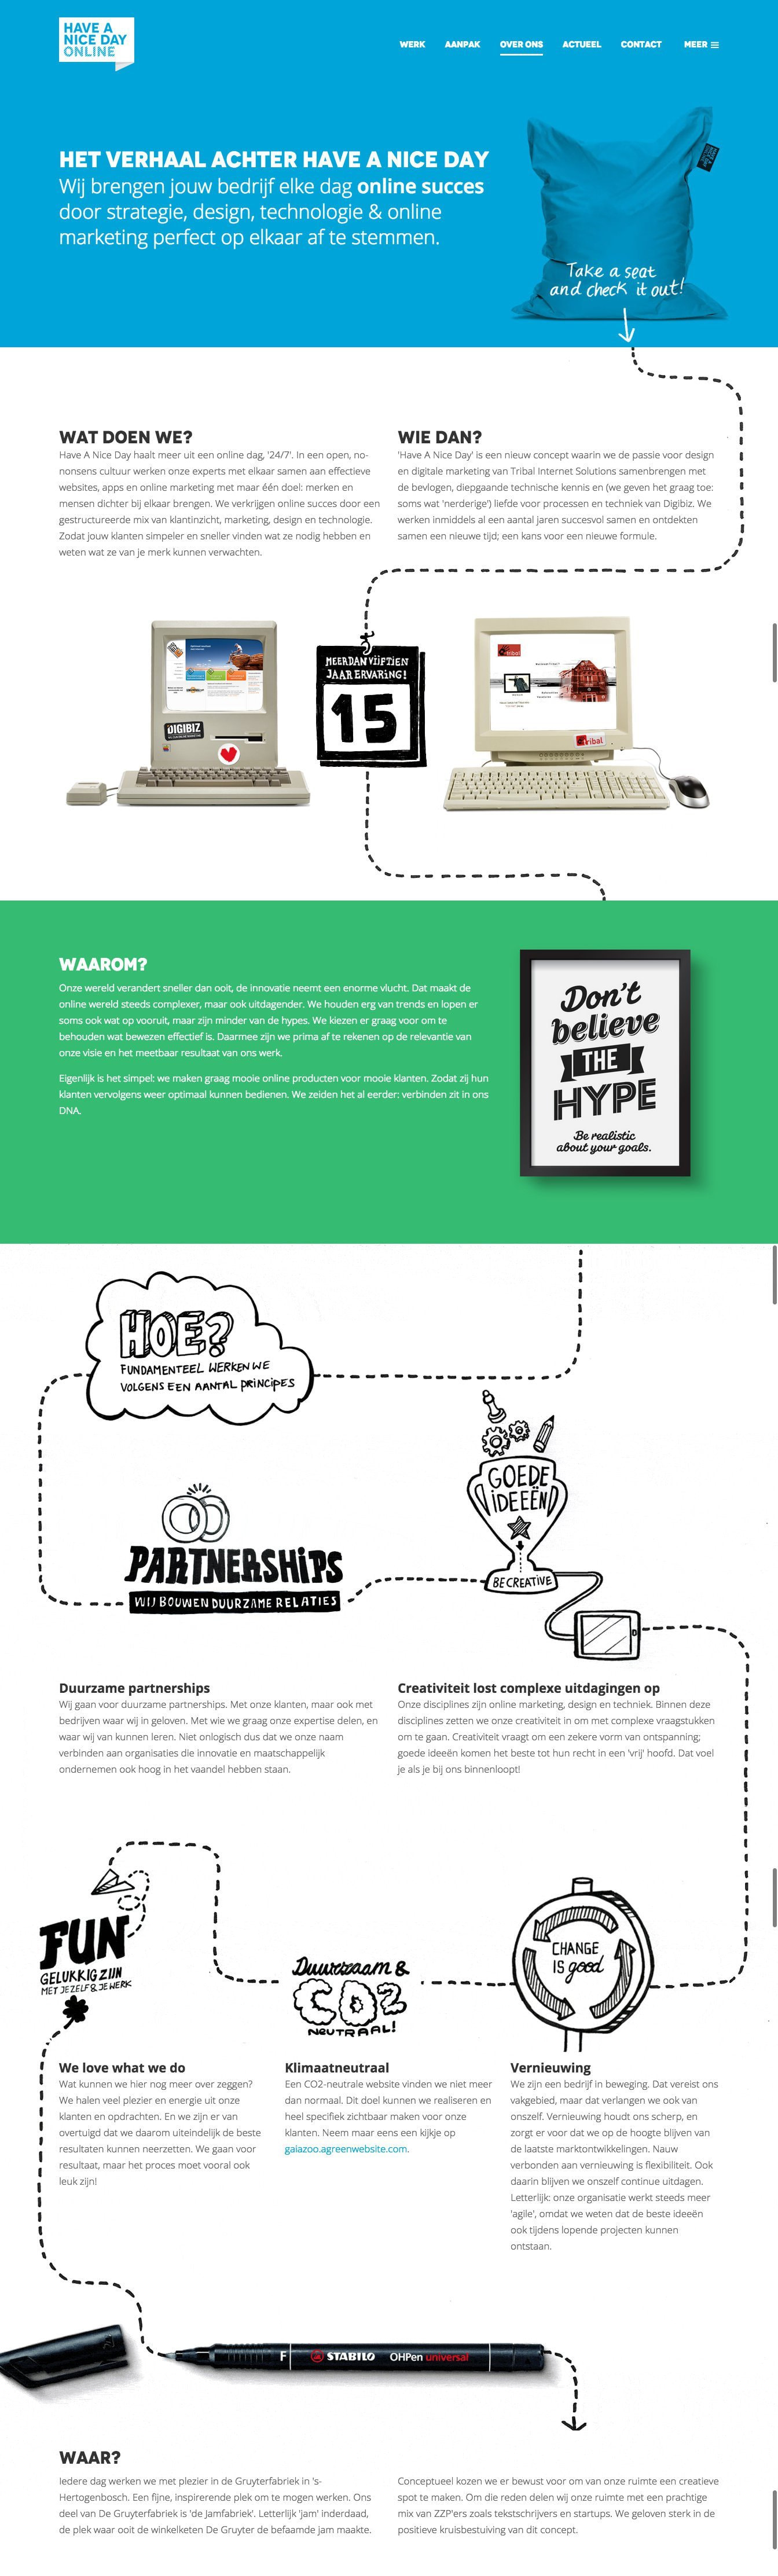 HAVE A
NICE DAY
ONLINE
WERK AANPAK OVER ONS ACTUEEL CONTACT MEER
HET VERHAAL ACHTER HAVE A NICE DAY
Wij brengen jouw bedrijf elke dag online succes
door strategie, design, technologie & online
marketing perfect op elkaar af te stemmen.
Take a seat
and check it out!
WAT DOEN WE?
Have A Nice Day haalt meer uit een online dag, '24/7'. In een open, no-
nonsens cultuur werken onze experts met elkaar samen aan effectieve
websites, apps en online marketing met maar één doel: merken en
mensen dichter bij elkaar brengen. We verkrijgen online succes door een
gestructureerde mix van klantinzicht, marketing, design en technologie.
Zodat jouw klanten simpeler en sneller vinden wat ze nodig hebben en
weten wat ze van je merk kunnen verwachten.
WIE DAN?
'Have A Nice Day' is een nieuw concept waarin we de passie voor design
en digitale marketing van Tribal Internet Solutions samenbrengen met
de bevlogen, diepgaande technische kennis en (we geven het graag toe:
soms wat 'nerderige') liefde voor processen en techniek van Digibiz. We
werken inmiddels al een aantal jaren succesvol samen en ontdekten
samen een nieuwe tijd; een kans voor een nieuwe formule.
DIGIBIZ
MEER DAN VIJFTIEN
JAAR ERVARING!
15
tribal
tribal
WAAROM?
Onze wereld verandert sneller dan ooit, de innovatie neemt een enorme vlucht. Dat maakt de
online wereld steeds complexer, maar ook uitdagender. We houden erg van trends en lopen er
soms ook wat op vooruit, maar zijn minder van de hypes. We kiezen er graag voor om te
behouden wat bewezen effectief is. Daarmee zijn we prima af te rekenen op de relevantie van
onze visie en het meetbaar resultaat van ons werk.
Eigenlijk is het simpel: we maken graag mooie online producten voor mooie klanten. Zodat zij hun
klanten vervolgens weer optimaal kunnen bedienen. We zeiden het al eerder: verbinden zit in ons
DNA.
Don't
believe
THE
HYPE
Be realistic
about your goals.
HOE?
FUNDAMENTEEL WERKEN WE
VOLGENS EEN AANTAL PRINCIPES
GOEDE
IDEEËN
BE CREATIVE
PARTNERSHIPS
WIJ BOUWEN DUURZAME RELATIES
Duurzame partnerships
Wij gaan voor duurzame partnerships. Met onze klanten, maar ook met
bedrijven waar wij in geloven. Met wie we graag onze expertise delen, en
waar wij van kunnen leren. Niet onlogisch dus dat we onze naam
verbinden aan organisaties die innovatie en maatschappelijk
ondernemen ook hoog in het vaandel hebben staan.
Creativiteit lost complexe uitdagingen op
Onze disciplines zijn online marketing, design en techniek. Binnen deze
disciplines zetten we onze creativiteit in om met complexe vraagstukken
om te gaan. Creativiteit vraagt om een zekere vorm van ontspanning;
goede ideeën komen het beste tot hun recht in een 'vrij' hoofd. Dat voel
je als je bij ons binnenloopt!
FUN
GELUKKIG ZIJN
MET JEZELF & JE WERK
Duurzaam &
CO2
NEUTRAAL!
CHANGE
IS good
We love what we do
Wat kunnen we hier nog meer over zeggen?
We halen veel plezier en energie uit onze
klanten en opdrachten. En we zijn er van
overtuigd dat we daarom uiteindelijk de beste
resultaten kunnen neerzetten. We gaan voor
resultaat, maar het proces moet vooral ook
leuk zijn!
Klimaatneutraal
Een CO2-neutrale website vinden we niet meer
dan normaal. Dit doel kunnen we realiseren en
heel specifiek zichtbaar maken voor onze
klanten. Neem maar eens een kijkje op
gaiazoo.agreenwebsite.com.
Vernieuwing
We zijn een bedrijf in beweging. Dat vereist ons
vakgebied, maar dat verlangen we ook van
onszelf. Vernieuwing houdt ons scherp, en
zorgt er voor dat we op de hoogte blijven van
de laatste marktontwikkelingen. Nauw
verbonden aan vernieuwing is flexibiliteit. Ook
daarin blijven we onszelf continue uitdagen.
Letterlijk: onze organisatie werkt steeds meer
'agile', omdat we weten dat de beste ideeën
ook tijdens lopende projecten kunnen
ontstaan.
F STABILO OHPen universal
WAAR?
Iedere dag werken we met plezier in de Gruyterfabriek in 's-
Hertogenbosch. Een fijne, inspirerende plek om te mogen werken. Ons
deel van De Gruyterfabriek is 'de Jamfabriek'. Letterlijk 'jam' inderdaad,
de plek waar ooit de winkelketen De Gruyter de befaamde jam maakte.
Conceptueel kozen we er bewust voor om van onze ruimte een creatieve
spot te maken. Om die reden delen wij onze ruimte met een prachtige
mix van ZZP'ers zoals tekstschrijvers en startups. We geloven sterk in de
positieve kruisbestuiving van dit concept.